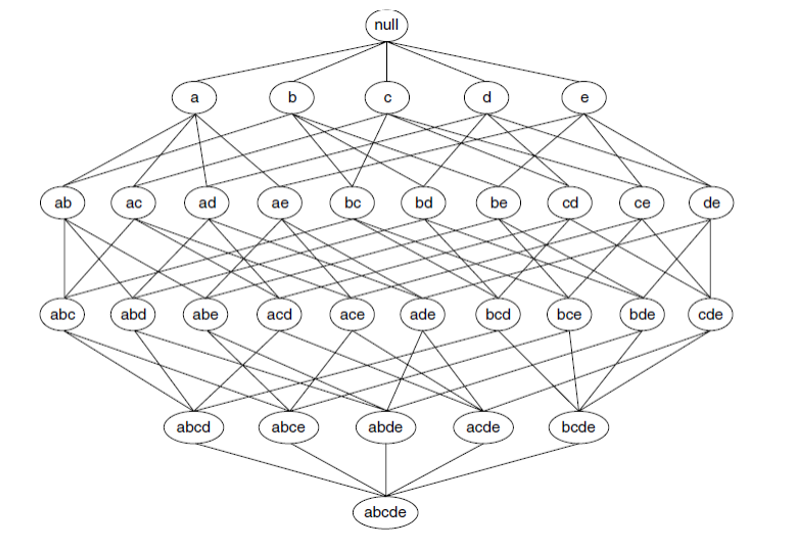 null
a b c d e
ab ac ad ae bc bd be cd ce de
abc abd abe acd ace ade bcd bce bde cde
abcd abce abde acde bcde
abcde